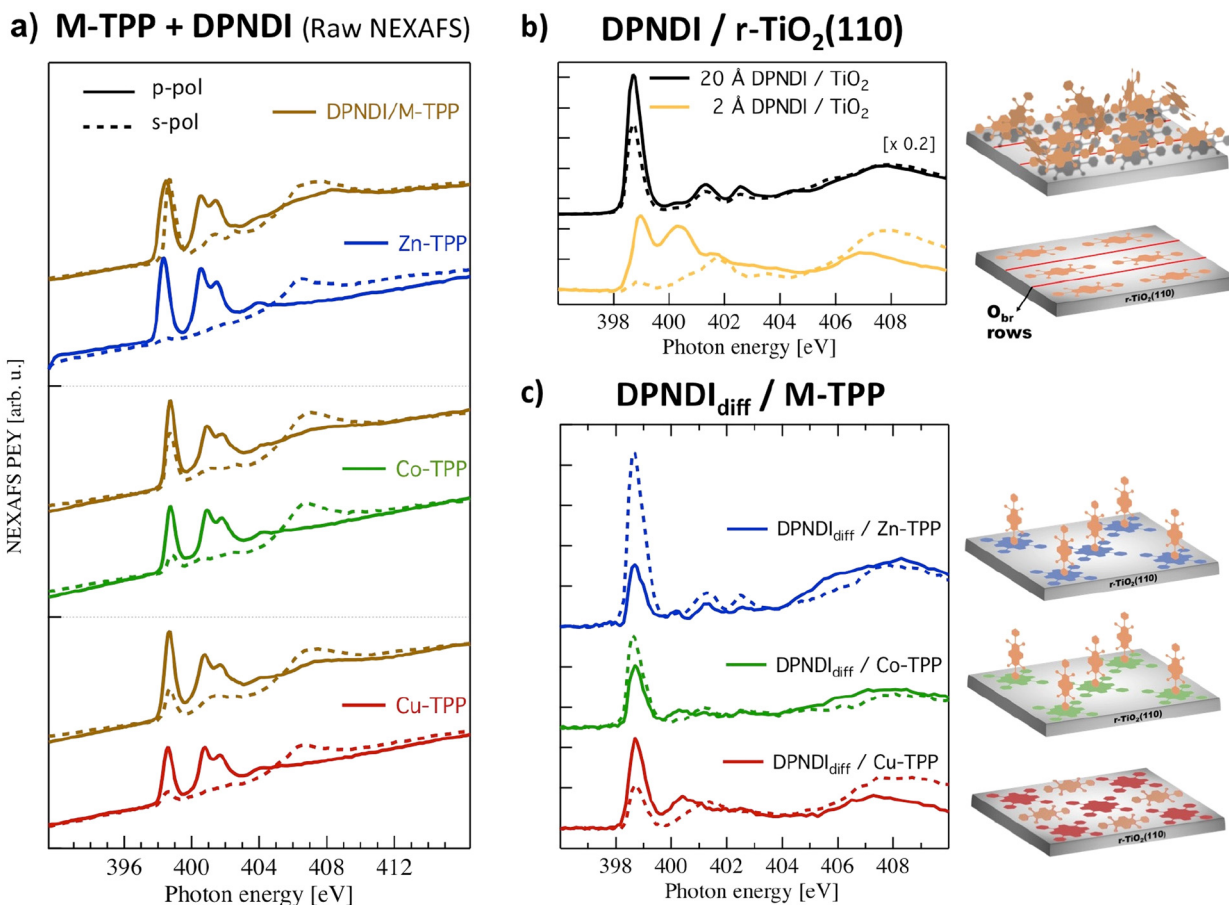 a) M-TPP + DPNDI (Raw NEXAFS)
p-pol
s-pol
DPNDI/M-TPP
Zn-TPP
Co-TPP
Cu-TPP
NEXAFS PEY [arb. u.]
396 400 404 408 412
Photon energy [eV]
b) DPNDI / r-TiO2(110)
20 Å DPNDI / TiO2
2 Å DPNDI / TiO2
[x 0.2]
398 400 402 404 406 408
Photon energy [eV]
r-TiO2(110)
Obr
rows
c) DPNDIdiff / M-TPP
DPNDIdiff / Zn-TPP
DPNDIdiff / Co-TPP
DPNDIdiff / Cu-TPP
398 400 402 404 406 408
Photon energy [eV]
r-TiO2(110)
r-TiO2(110)
r-TiO2(110)